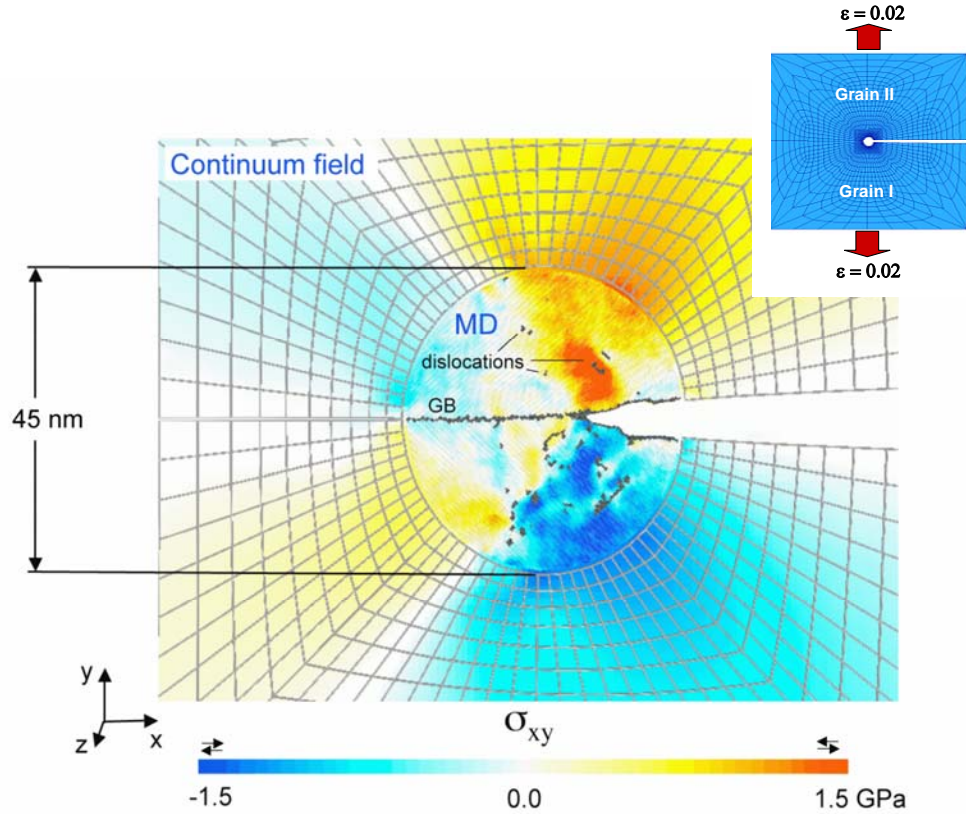 ε = 0.02
Grain II
Grain I
ε = 0.02
Continuum field
MD
dislocations
GB
45 nm
y
z x
σxy
-1.5 0.0 1.5 GPa